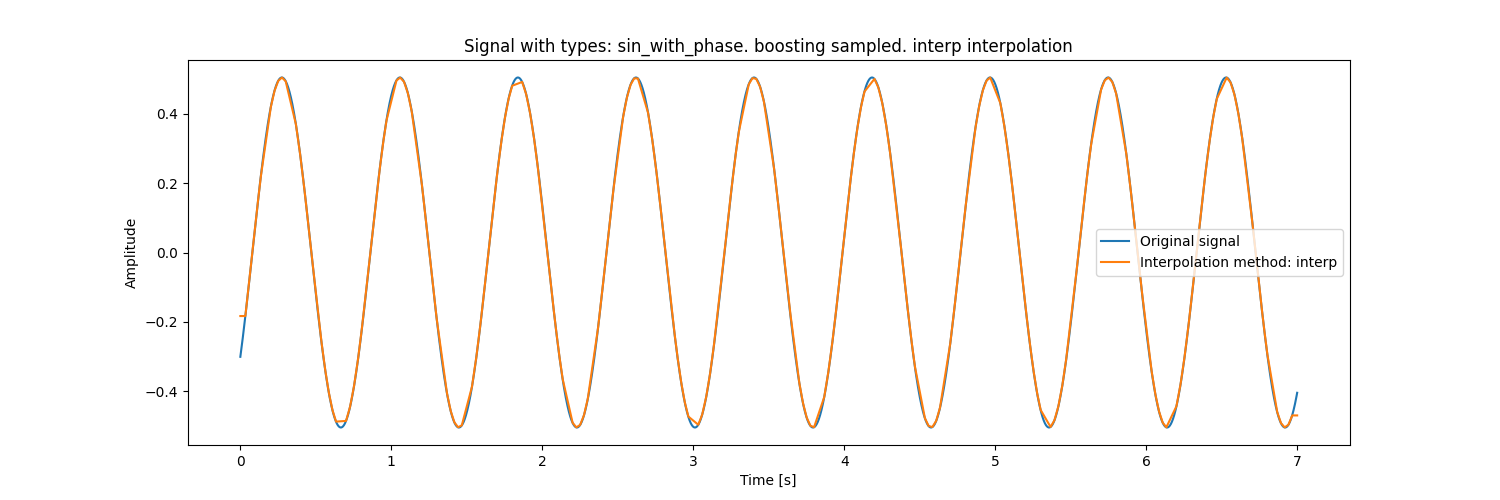 Signal with types: sin_with_phase. boosting sampled. interp interpolation
Amplitude
0.4
0.2
0.0
−0.2
−0.4
Original signal
Interpolation method: interp
0 1 2 3 4 5 6 7
Time [s]